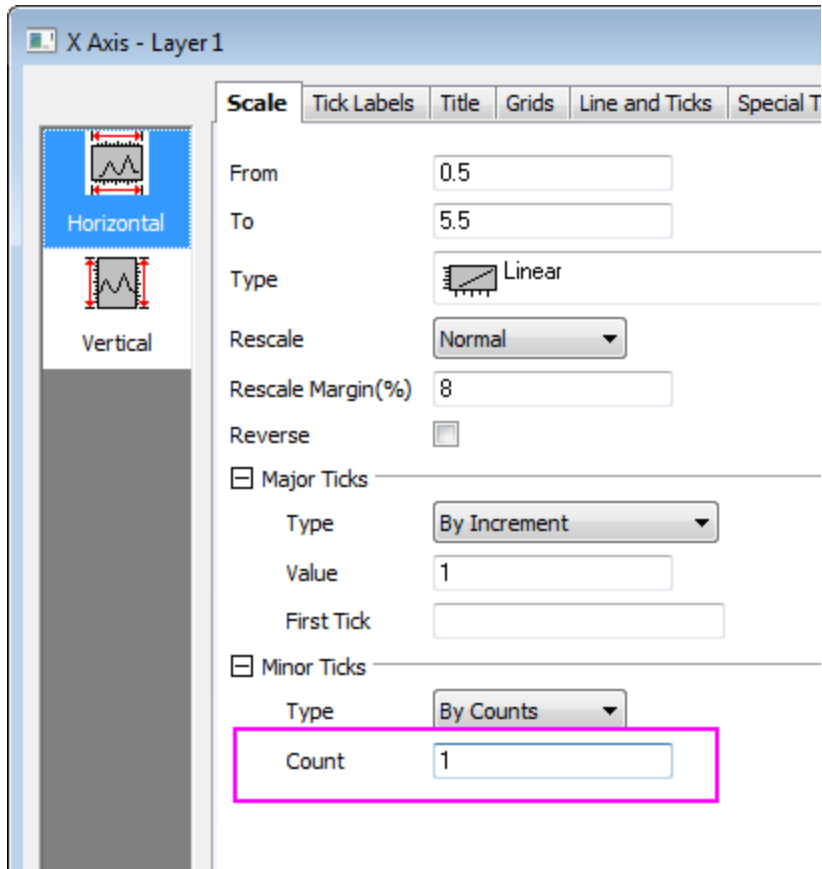 X Axis - Layer 1
Scale Tick Labels Title Grids Line and Ticks Special T
Horizontal
Vertical
From 0.5
To 5.5
Type Linear
Rescale Normal
Rescale Margin(%) 8
Reverse
Major Ticks
Type By Increment
Value 1
First Tick
Minor Ticks
Type By Counts
Count 1